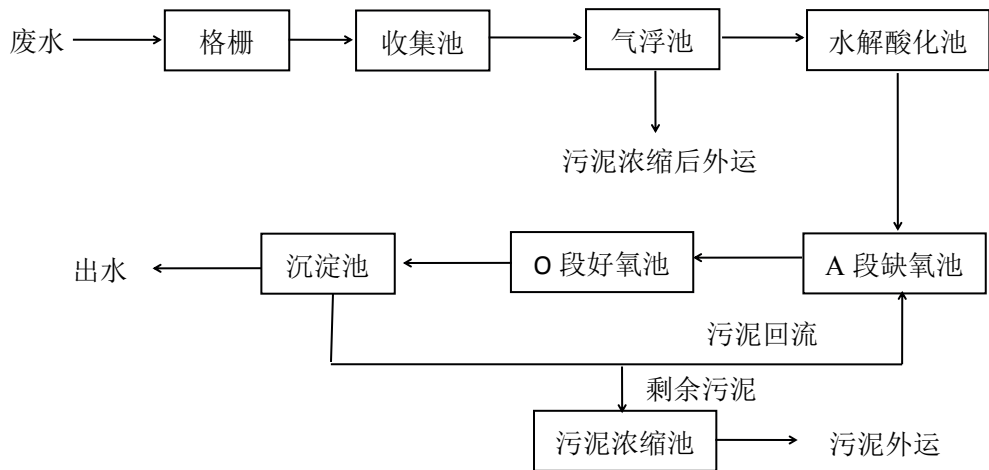 废水
格栅
收集池
气浮池
水解酸化池
污泥浓缩后外运
出水
沉淀池
O 段好氧池
A 段缺氧池
污泥回流
剩余污泥
污泥浓缩池
污泥外运